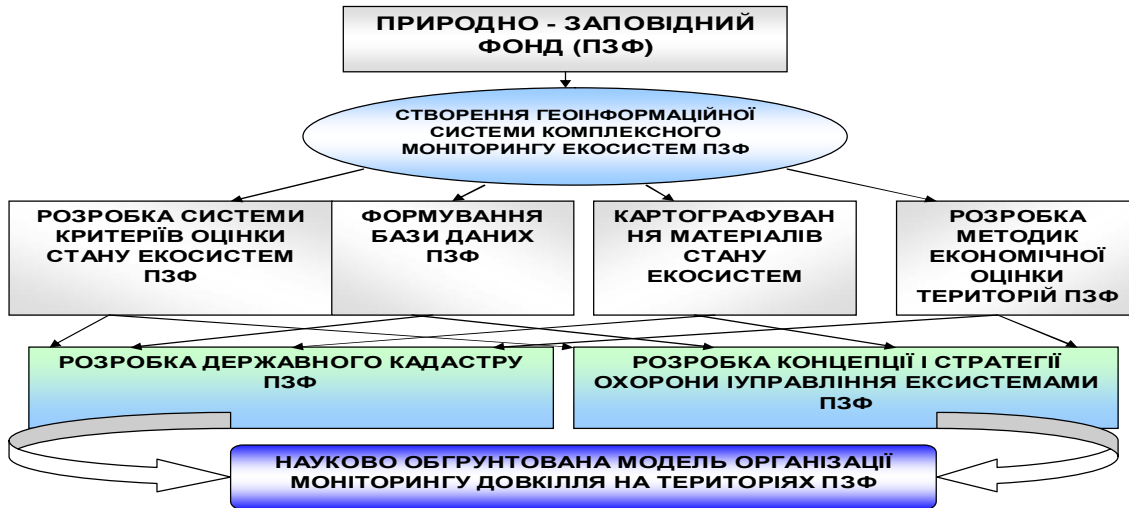 ПРИРОДНО - ЗАПОВІДНИЙ
ФОНД (ПЗФ)
СТВОРЕННЯ ГЕОІНФОРМАЦІЙНОЇ
СИСТЕМИ КОМПЛЕКСНОГО
МОНІТОРИНГУ ЕКОСИСТЕМ ПЗФ
РОЗРОБКА СИСТЕМИ
КРИТЕРІЇВ ОЦІНКИ
СТАНУ ЕКОСИСТЕМ
ПЗФ
ФОРМУВАННЯ
БАЗИ ДАНИХ
ПЗФ
КАРТОГРАФУВАН
НЯ МАТЕРІАЛІВ
СТАНУ
ЕКОСИСТЕМ
РОЗРОБКА
МЕТОДИК
ЕКОНОМІЧНОЇ
ОЦІНКИ
ТЕРИТОРІЙ ПЗФ
РОЗРОБКА ДЕРЖАВНОГО КАДАСТРУ
ПЗФ
РОЗРОБКА КОНЦЕПЦІЇ І СТРАТЕГІЇ
ОХОРОНИ ІУПРАВЛІННЯ ЕКСИСТЕМАМИ
ПЗФ
НАУКОВО ОБГРУНТОВАНА МОДЕЛЬ ОРГАНІЗАЦІЇ
МОНІТОРИНГУ ДОВКІЛЛЯ НА ТЕРИТОРІЯХ ПЗФ